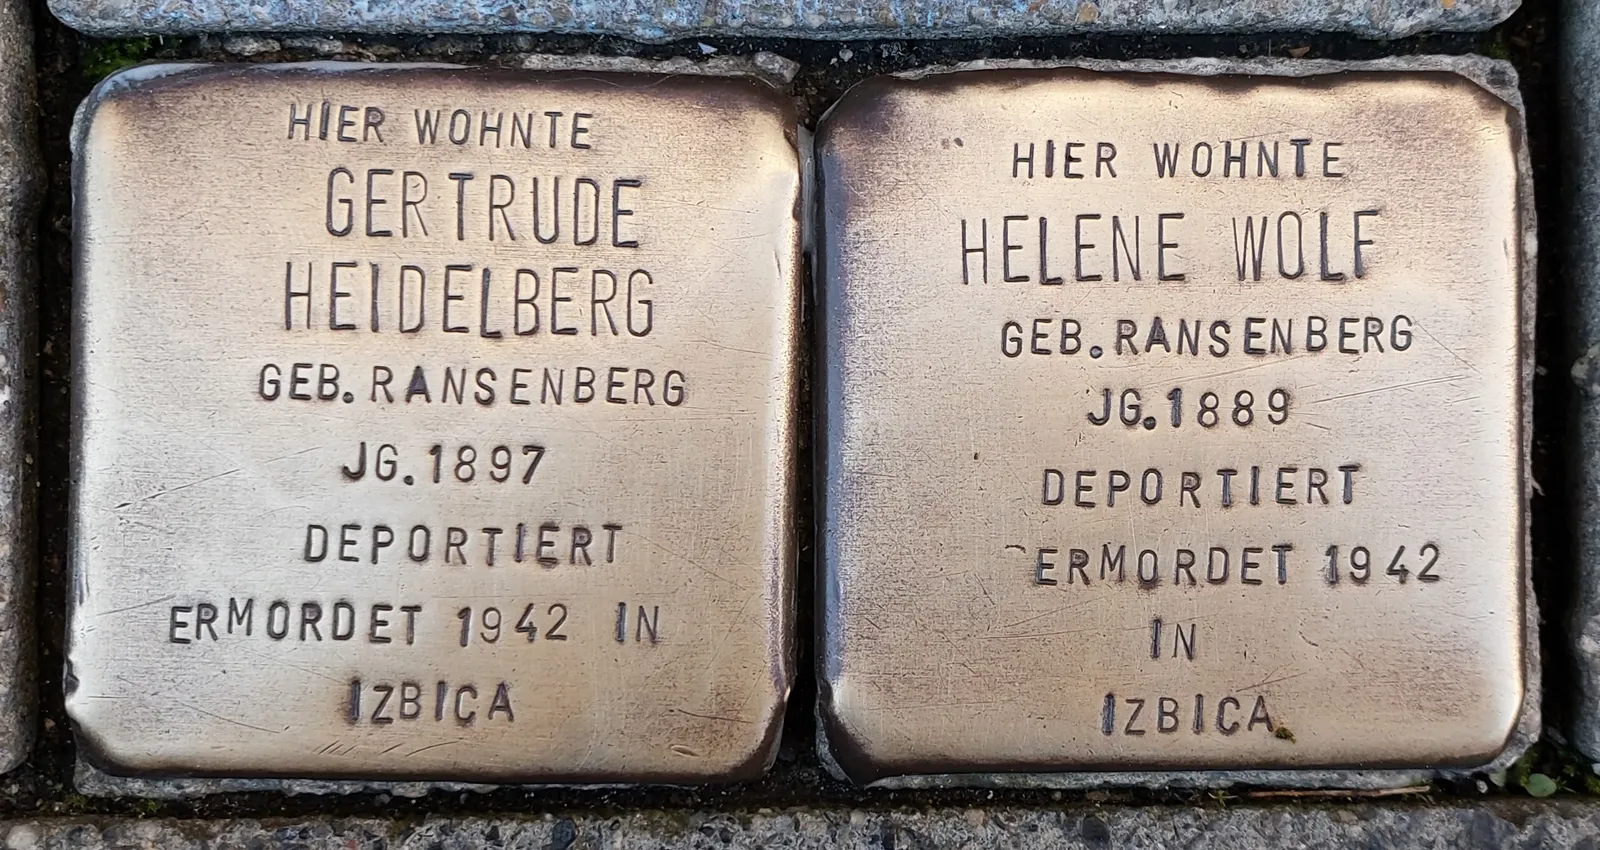 HIER WOHNTE
GERTRUDE
HEIDELBERG
GEB. RANSENBERG
JG. 1897
DEPORTIERT
ERMORDET 1942 IN
IZBICA
HIER WOHNTE
HELENE WOLF
GEB. RANSENBERG
JG. 1889
DEPORTIERT
ERMORDET 1942
IN
IZBICA